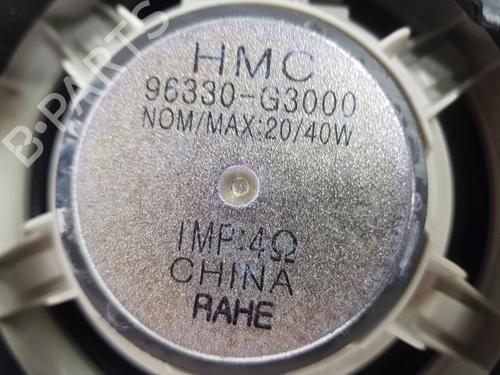 HMC
96330-G3000
NOM/MAX:20/40W
IMP:4Ω
CHINA
RAHE
B-PARTS